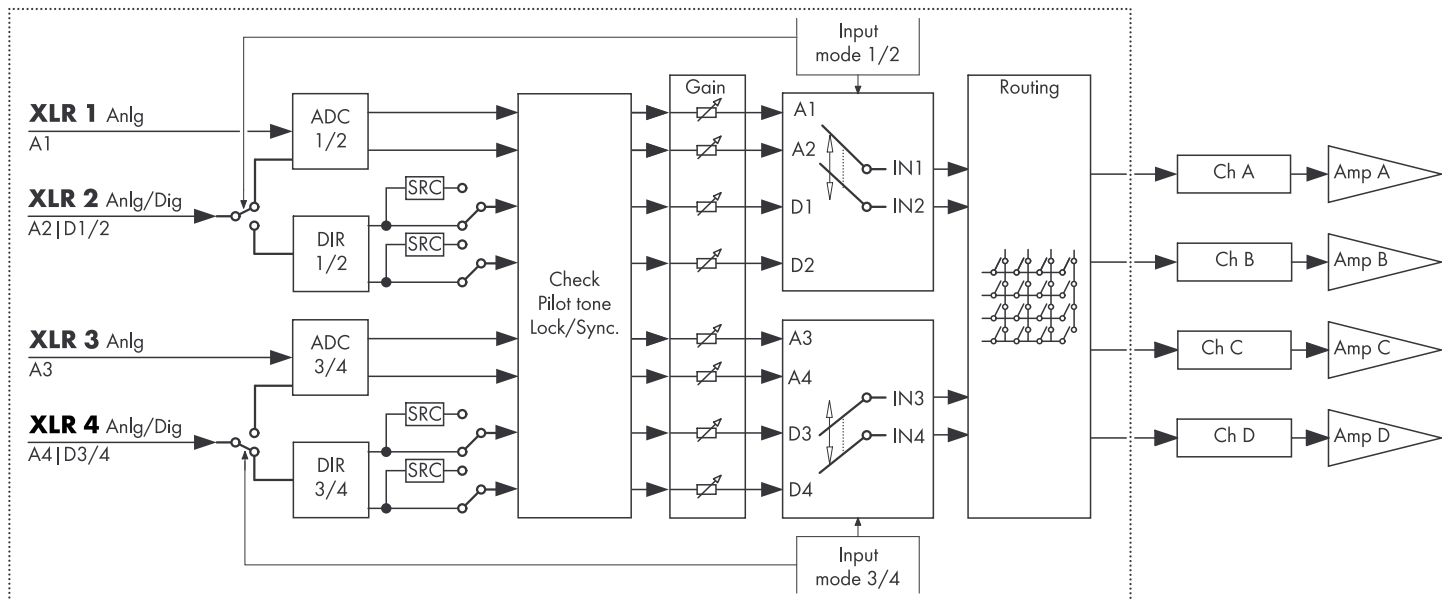 Input
mode 1/2
XLR 1 Anlg
A1
XLR 2 Anlg/Dig
A2|D1/2
XLR 3 Anlg
A3
XLR 4 Anlg/Dig
A4|D3/4
ADC
1/2
DIR
1/2
SRC
SRC
ADC
3/4
DIR
3/4
SRC
SRC
Check
Pilot tone
Lock/Sync.
Gain
A1
A2
D1
D2
IN1
IN2
A3
A4
D3
D4
IN3
IN4
Input
mode 3/4
Routing
Ch A
Amp A
Ch B
Amp B
Ch C
Amp C
Ch D
Amp D